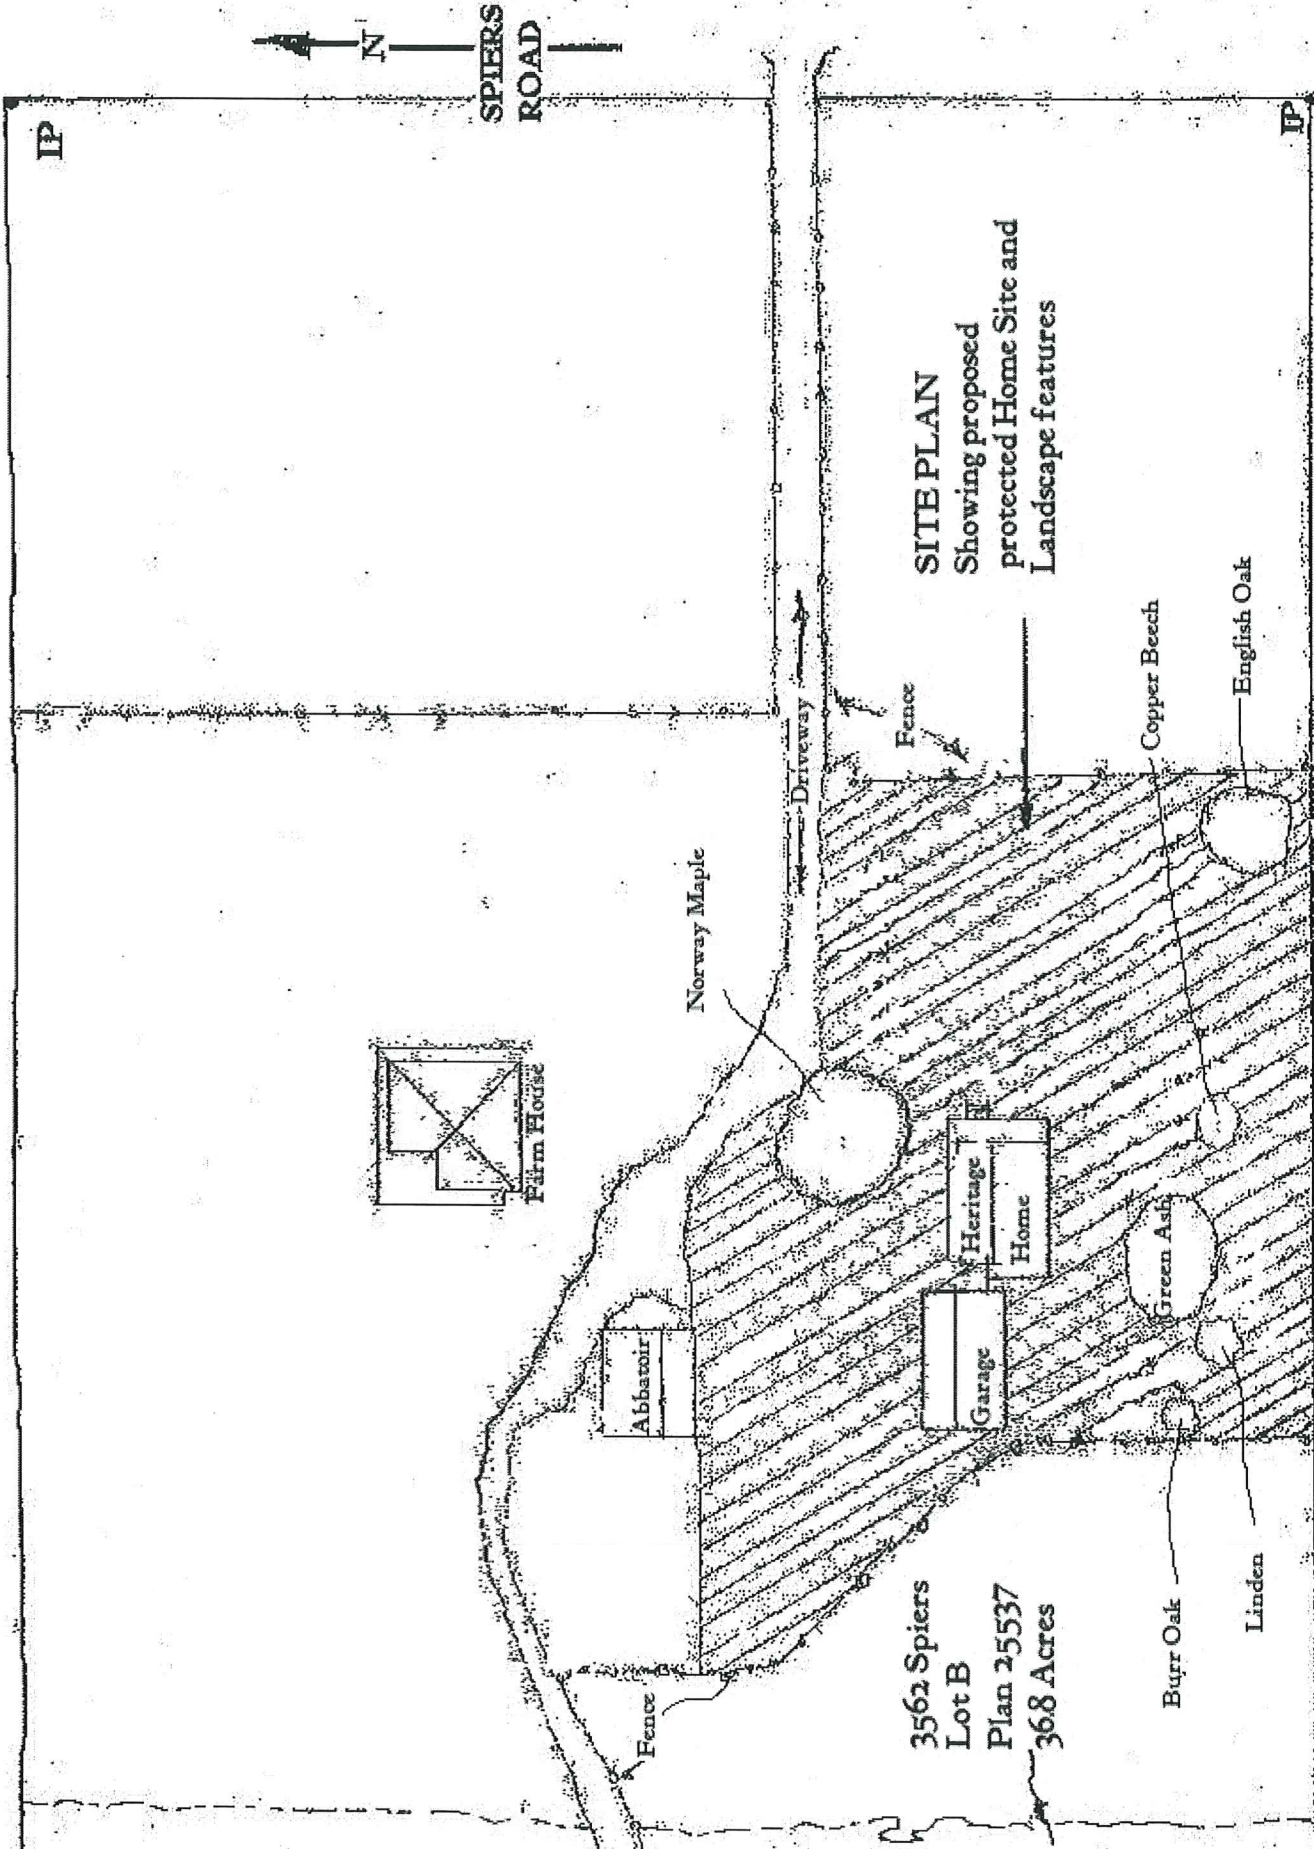 IP
N
Farm House
SPIERS
ROAD
Abbatoir
Fence
Norway Maple
Driveway
Fence
3562 Spiers
Lot B
Plan 25537
36.8 Acres
Garage
Heritage
Home
SITE PLAN
Showing proposed
protected Home Site and
Landscape features
Burr Oak
Green Ash
Copper Beech
Linden
English Oak
IP